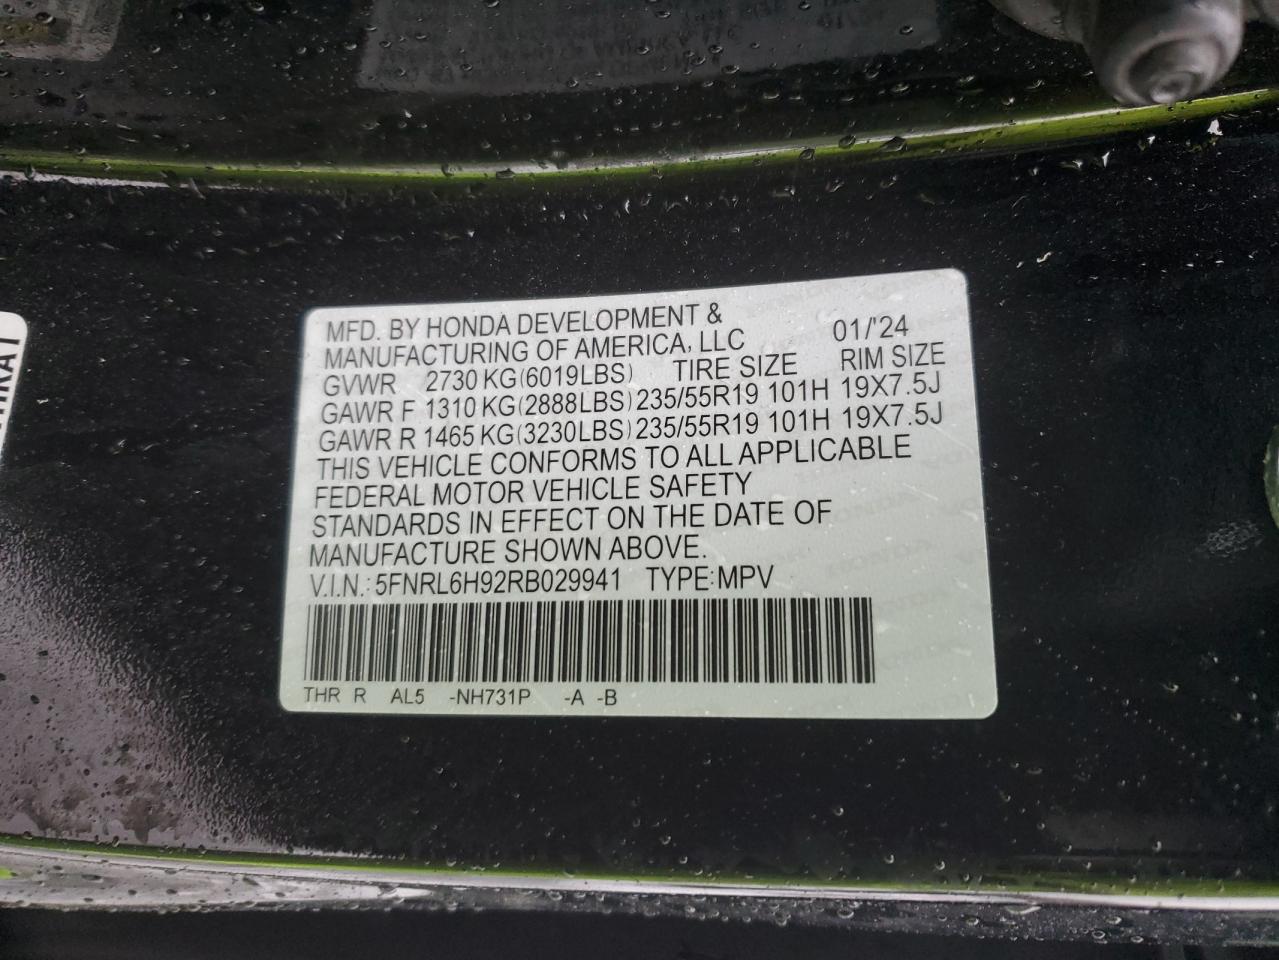 MFD. BY HONDA DEVELOPMENT &
MANUFACTURING OF AMERICA, LLC 01/'24
GVWR 2730 KG(6019LBS) TIRE SIZE RIM SIZE
GAWR F 1310 KG(2888LBS) 235/55R19 101H 19X7.5J
GAWR R 1465 KG(3230LBS) 235/55R19 101H 19X7.5J
THIS VEHICLE CONFORMS TO ALL APPLICABLE
FEDERAL MOTOR VEHICLE SAFETY
STANDARDS IN EFFECT ON THE DATE OF
MANUFACTURE SHOWN ABOVE.
V.I.N.: 5FNRL6H92RB029941 TYPE:MPV
THR R AL5 -NH731P -A -B